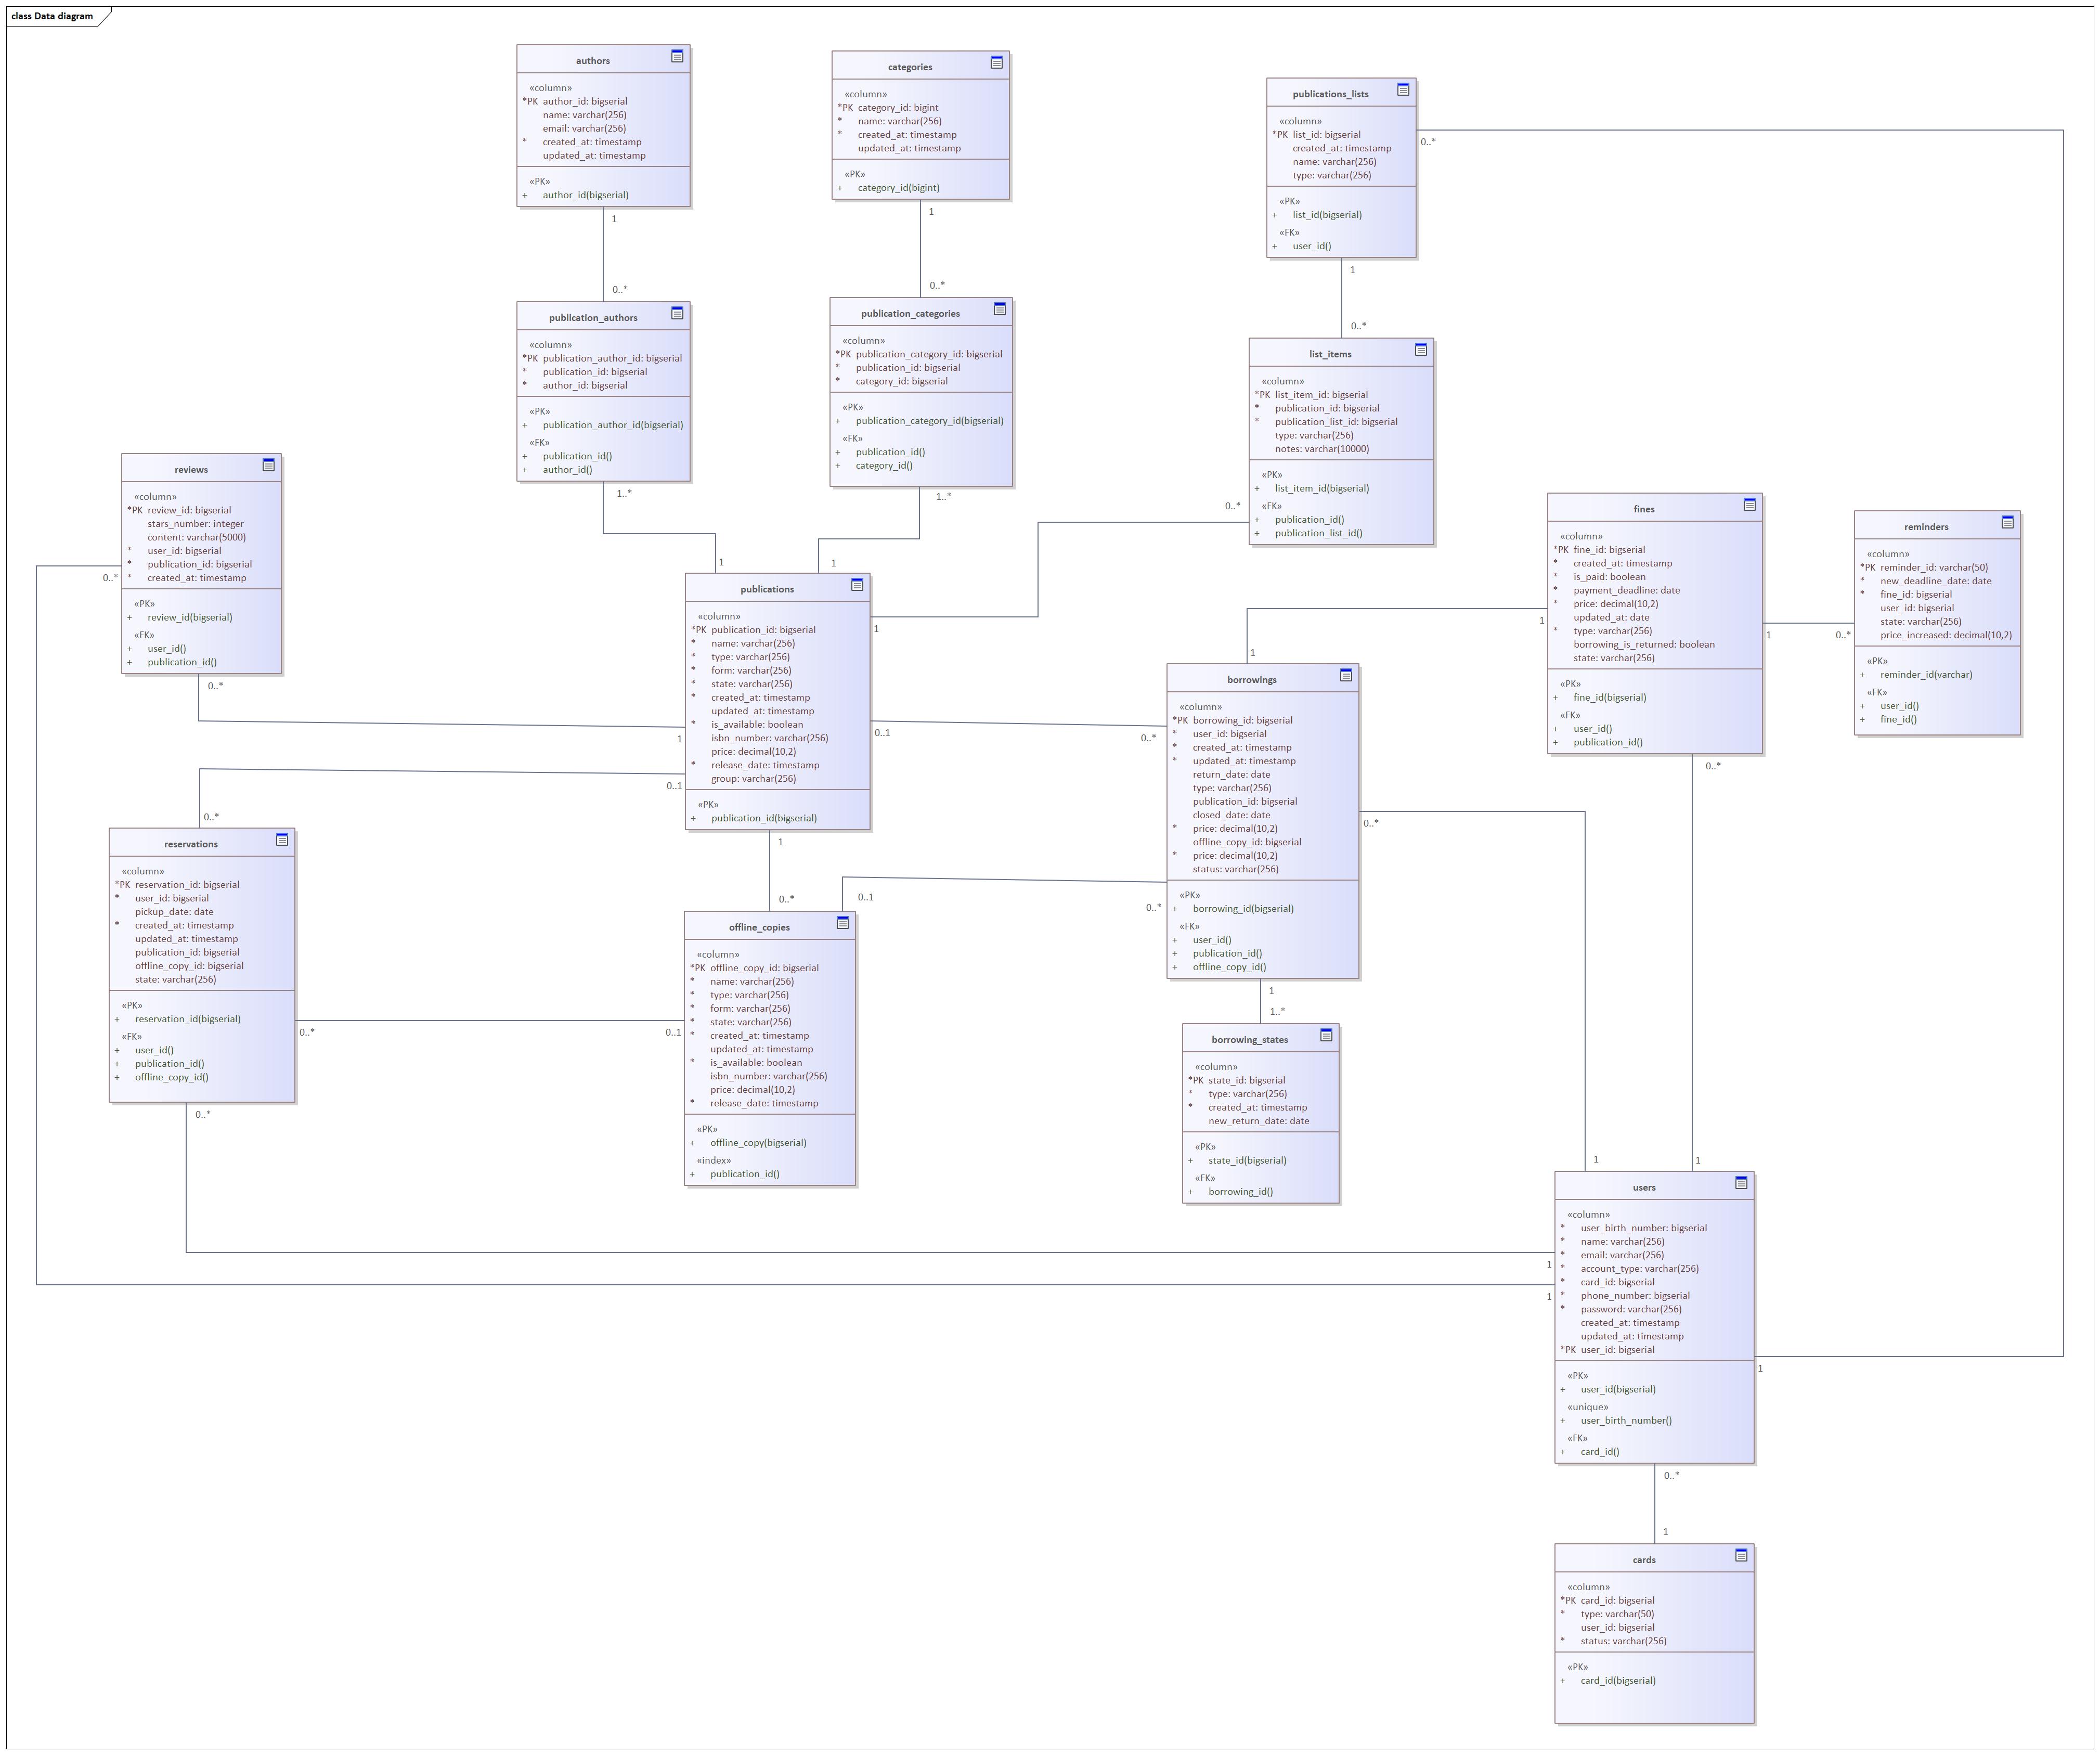 class Data diagram
authors
«column»
*PK author_id: bigserial
name: varchar(256)
email: varchar(256)
* created_at: timestamp
updated_at: timestamp
«PK»
+ author_id(bigserial)
1
0..*
categories
«column»
*PK category_id: bigint
* name: varchar(256)
* created_at: timestamp
updated_at: timestamp
«PK»
+ category_id(bigint)
1
0..*
publications_lists
«column»
*PK list_id: bigserial
created_at: timestamp
name: varchar(256)
type: varchar(256)
«PK»
+ list_id(bigserial)
«FK»
+ user_id()
0..*
1
0..*
publication_authors
«column»
*PK publication_author_id: bigserial
* publication_id: bigserial
* author_id: bigserial
«PK»
+ publication_author_id(bigserial)
«FK»
+ publication_id()
+ author_id()
1..*
1
publication_categories
«column»
*PK publication_category_id: bigserial
* publication_id: bigserial
* category_id: bigserial
«PK»
+ publication_category_id(bigserial)
«FK»
+ publication_id()
+ category_id()
1..*
1
list_items
«column»
*PK list_item_id: bigserial
* publication_id: bigserial
* publication_list_id: bigserial
type: varchar(256)
notes: varchar(10000)
«PK»
+ list_item_id(bigserial)
«FK»
+ publication_id()
+ publication_list_id()
0..*
1
reviews
«column»
*PK review_id: bigserial
stars_number: integer
content: varchar(5000)
* user_id: bigserial
* publication_id: bigserial
* created_at: timestamp
«PK»
+ review_id(bigserial)
«FK»
+ user_id()
+ publication_id()
0..*
0..*
1
fines
«column»
*PK fine_id: bigserial
* created_at: timestamp
* is_paid: boolean
* payment_deadline: date
* price: decimal(10,2)
updated_at: date
* type: varchar(256)
borrowing_is_returned: boolean
state: varchar(256)
«PK»
+ fine_id(bigserial)
«FK»
+ user_id()
+ publication_id()
1
1
1
0..*
0..*
reminders
«column»
*PK reminder_id: varchar(50)
* new_deadline_date: date
* fine_id: bigserial
user_id: bigserial
state: varchar(256)
price_increased: decimal(10,2)
«PK»
+ reminder_id(varchar)
«FK»
+ user_id()
+ fine_id()
publications
«column»
*PK publication_id: bigserial
* name: varchar(256)
* type: varchar(256)
* form: varchar(256)
* state: varchar(256)
* created_at: timestamp
updated_at: timestamp
* is_available: boolean
isbn_number: varchar(256)
price: decimal(10,2)
* release_date: timestamp
group: varchar(256)
«PK»
+ publication_id(bigserial)
0..1
0..*
0..1
0..*
1
0..*
borrowings
«column»
*PK borrowing_id: bigserial
* user_id: bigserial
* created_at: timestamp
* updated_at: timestamp
return_date: date
type: varchar(256)
publication_id: bigserial
closed_date: date
* price: decimal(10,2)
offline_copy_id: bigserial
* price: decimal(10,2)
status: varchar(256)
«PK»
+ borrowing_id(bigserial)
«FK»
+ user_id()
+ publication_id()
+ offline_copy_id()
0..*
0..1
0..*
1
1..*
reservations
«column»
*PK reservation_id: bigserial
* user_id: bigserial
pickup_date: date
* created_at: timestamp
updated_at: timestamp
publication_id: bigserial
offline_copy_id: bigserial
state: varchar(256)
«PK»
+ reservation_id(bigserial)
«FK»
+ user_id()
+ publication_id()
+ offline_copy_id()
0..*
0..1
0..*
offline_copies
«column»
*PK offline_copy_id: bigserial
* name: varchar(256)
* type: varchar(256)
* form: varchar(256)
* state: varchar(256)
* created_at: timestamp
updated_at: timestamp
* is_available: boolean
isbn_number: varchar(256)
price: decimal(10,2)
* release_date: timestamp
«PK»
+ offline_copy(bigserial)
«index»
+ publication_id()
borrowing_states
«column»
*PK state_id: bigserial
* type: varchar(256)
* created_at: timestamp
new_return_date: date
«PK»
+ state_id(bigserial)
«FK»
+ borrowing_id()
1
1
users
«column»
* user_birth_number: bigserial
* name: varchar(256)
* email: varchar(256)
* account_type: varchar(256)
* card_id: bigserial
* phone_number: bigserial
* password: varchar(256)
created_at: timestamp
updated_at: timestamp
*PK user_id: bigserial
«PK»
+ user_id(bigserial)
«unique»
+ user_birth_number()
«FK»
+ card_id()
1
1
1
0..*
1
cards
«column»
*PK card_id: bigserial
* type: varchar(50)
user_id: bigserial
* status: varchar(256)
«PK»
+ card_id(bigserial)